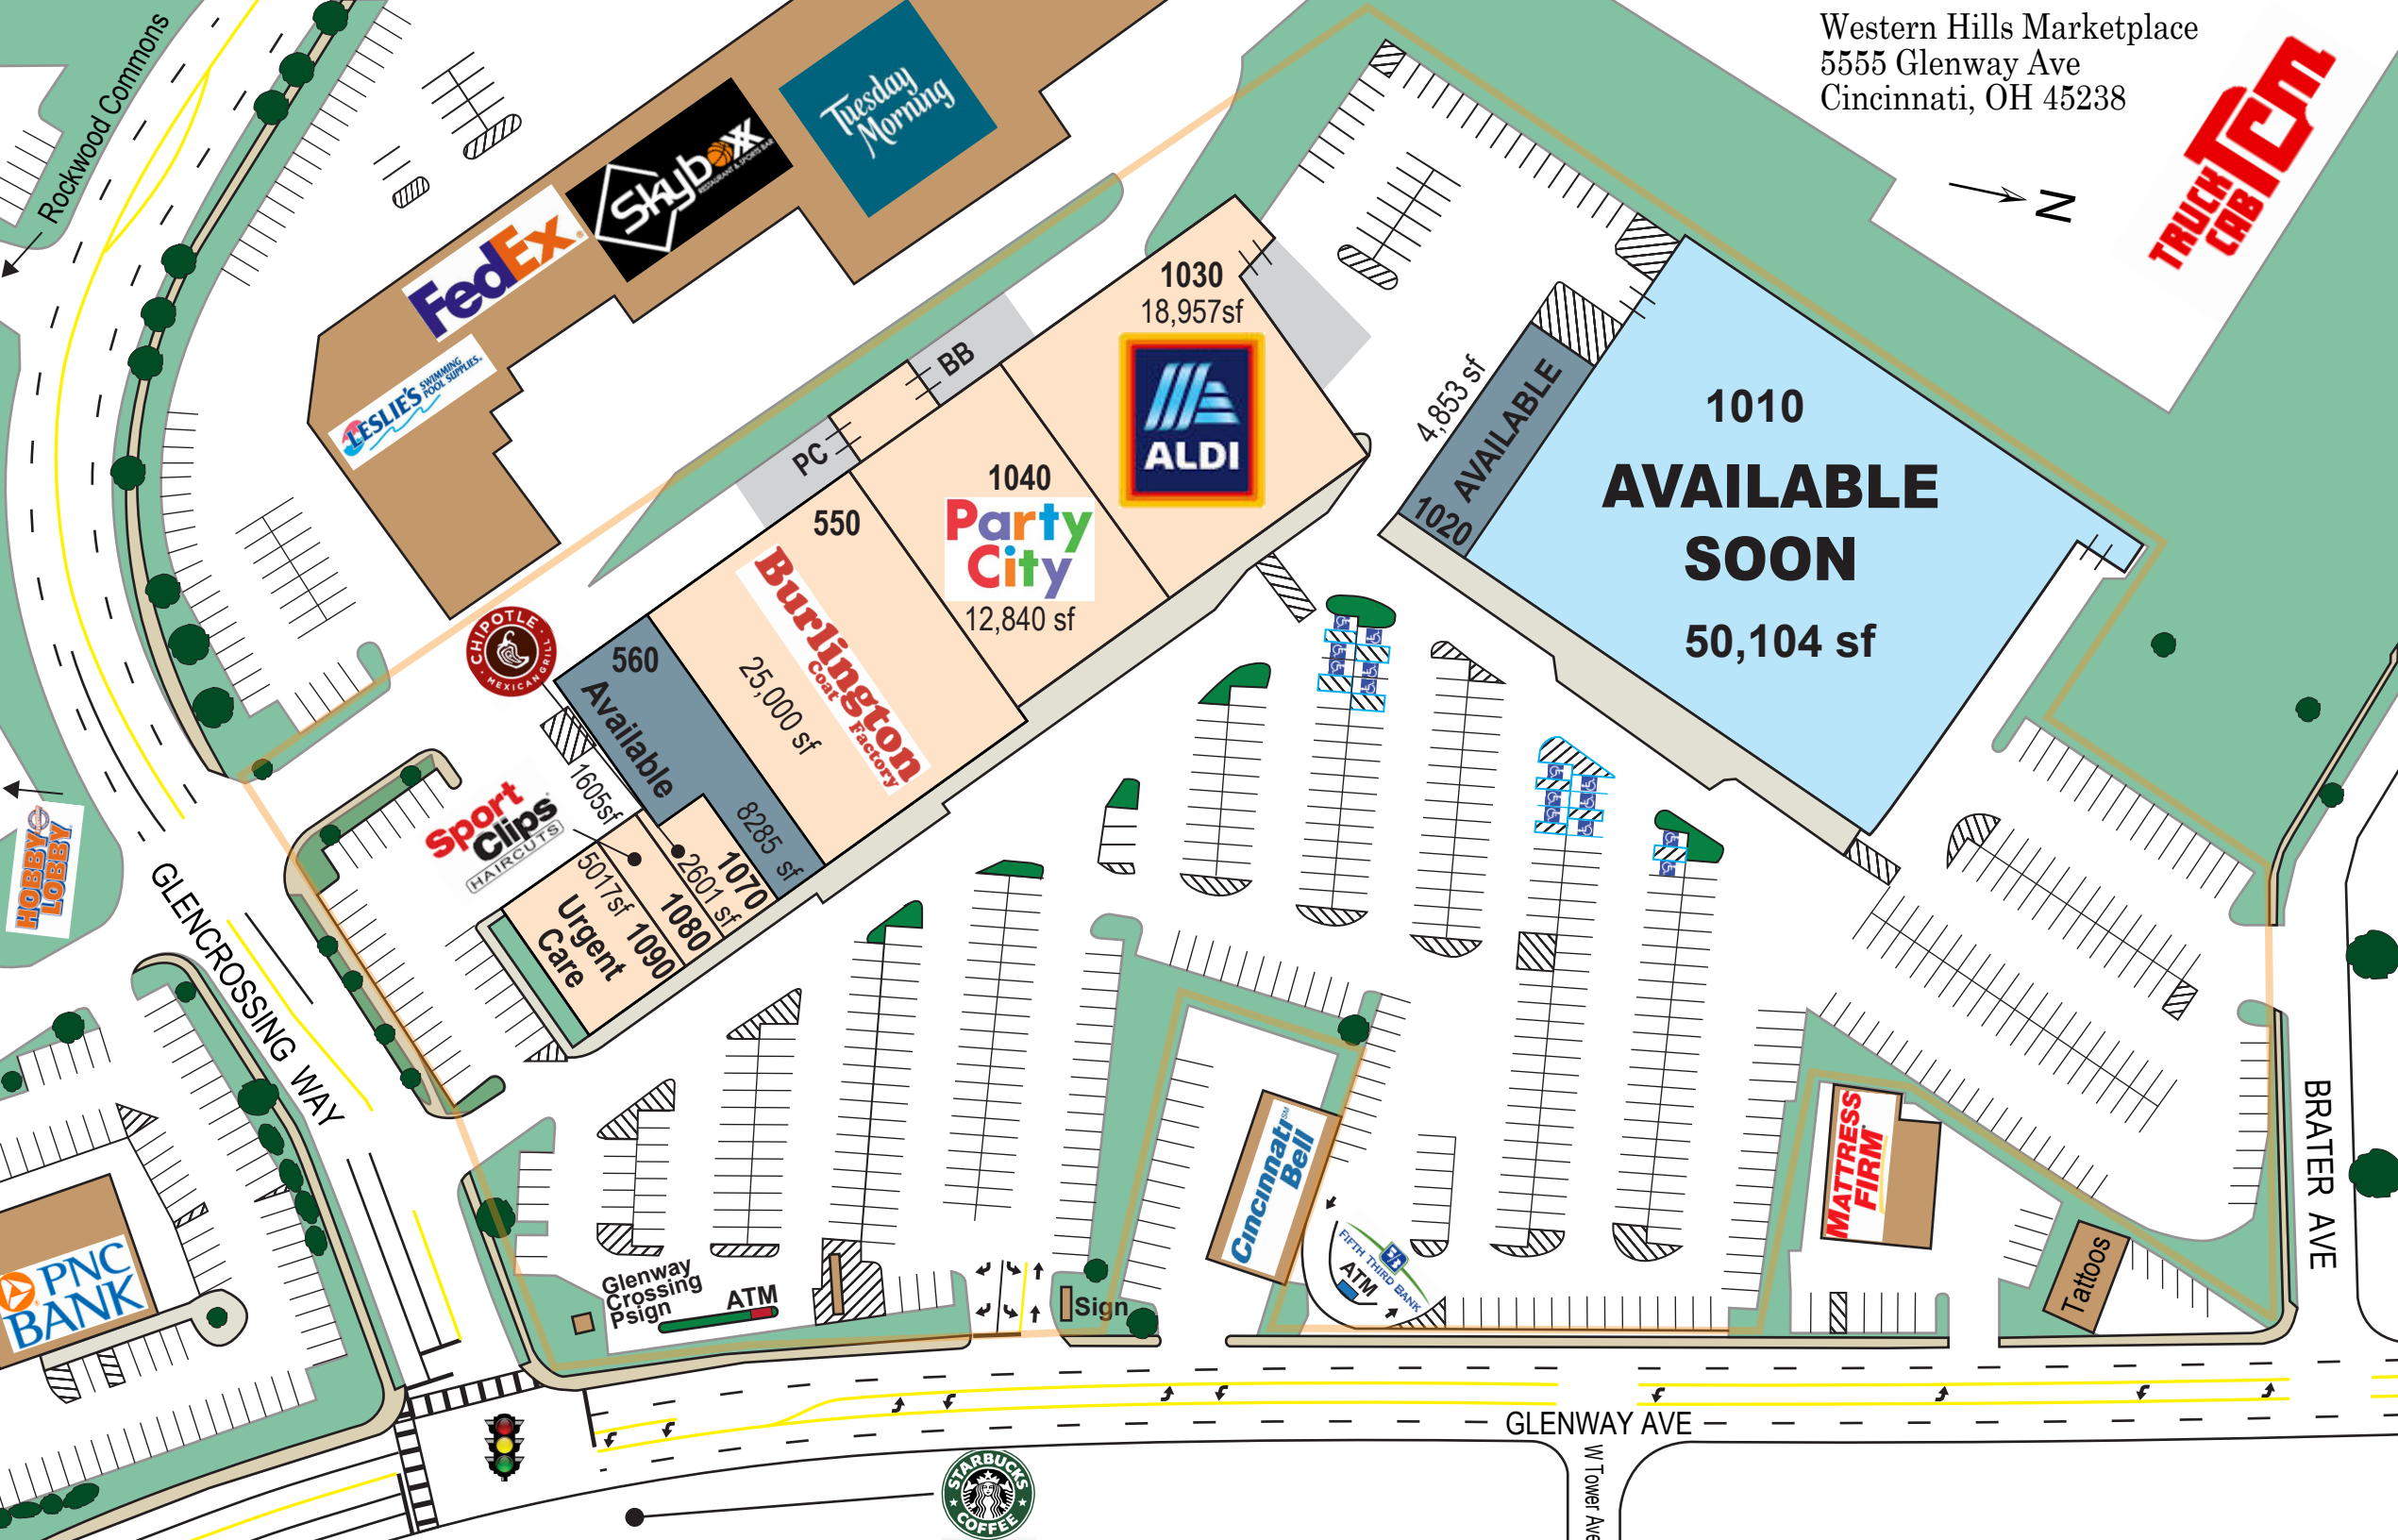 Western Hills Marketplace
5555 Glenway Ave
Cincinnati, OH 45238
TRUCK
CAB
TCM
N
Rockwood Commons
Tuesday
Morning
Skyboxx
RESTAURANT & SPORTS BAR
FedEx
LESLIE'S
SWIMMING
POOL SUPPLIES.
1030
18,957sf
ALDI
BB
PC
1040
Party
City
12,840 sf
550
Burlington
Coat
Factory
25,000 sf
4,853 sf
AVAILABLE
1020
1010
AVAILABLE
SOON
50,104 sf
CHIPOTLE
MEXICAN GRILL
560
Available
8285 sf
1605sf
Sport
Clips
HAIRCUTS
1070
2601 sf
1080
5017sf
1090
Urgent
Care
HOBBY
LOBBY
GLENCROSSING WAY
PNC
BANK
Glenway
Crossing
Psign
ATM
Sign
Cincinnati SM
Bell
FIFTH THIRD BANK
ATM
MATTRESS
FIRM
Tattoos
BRATER AVE
GLENWAY AVE
W Tower Ave
STARBUCKS
COFFEE